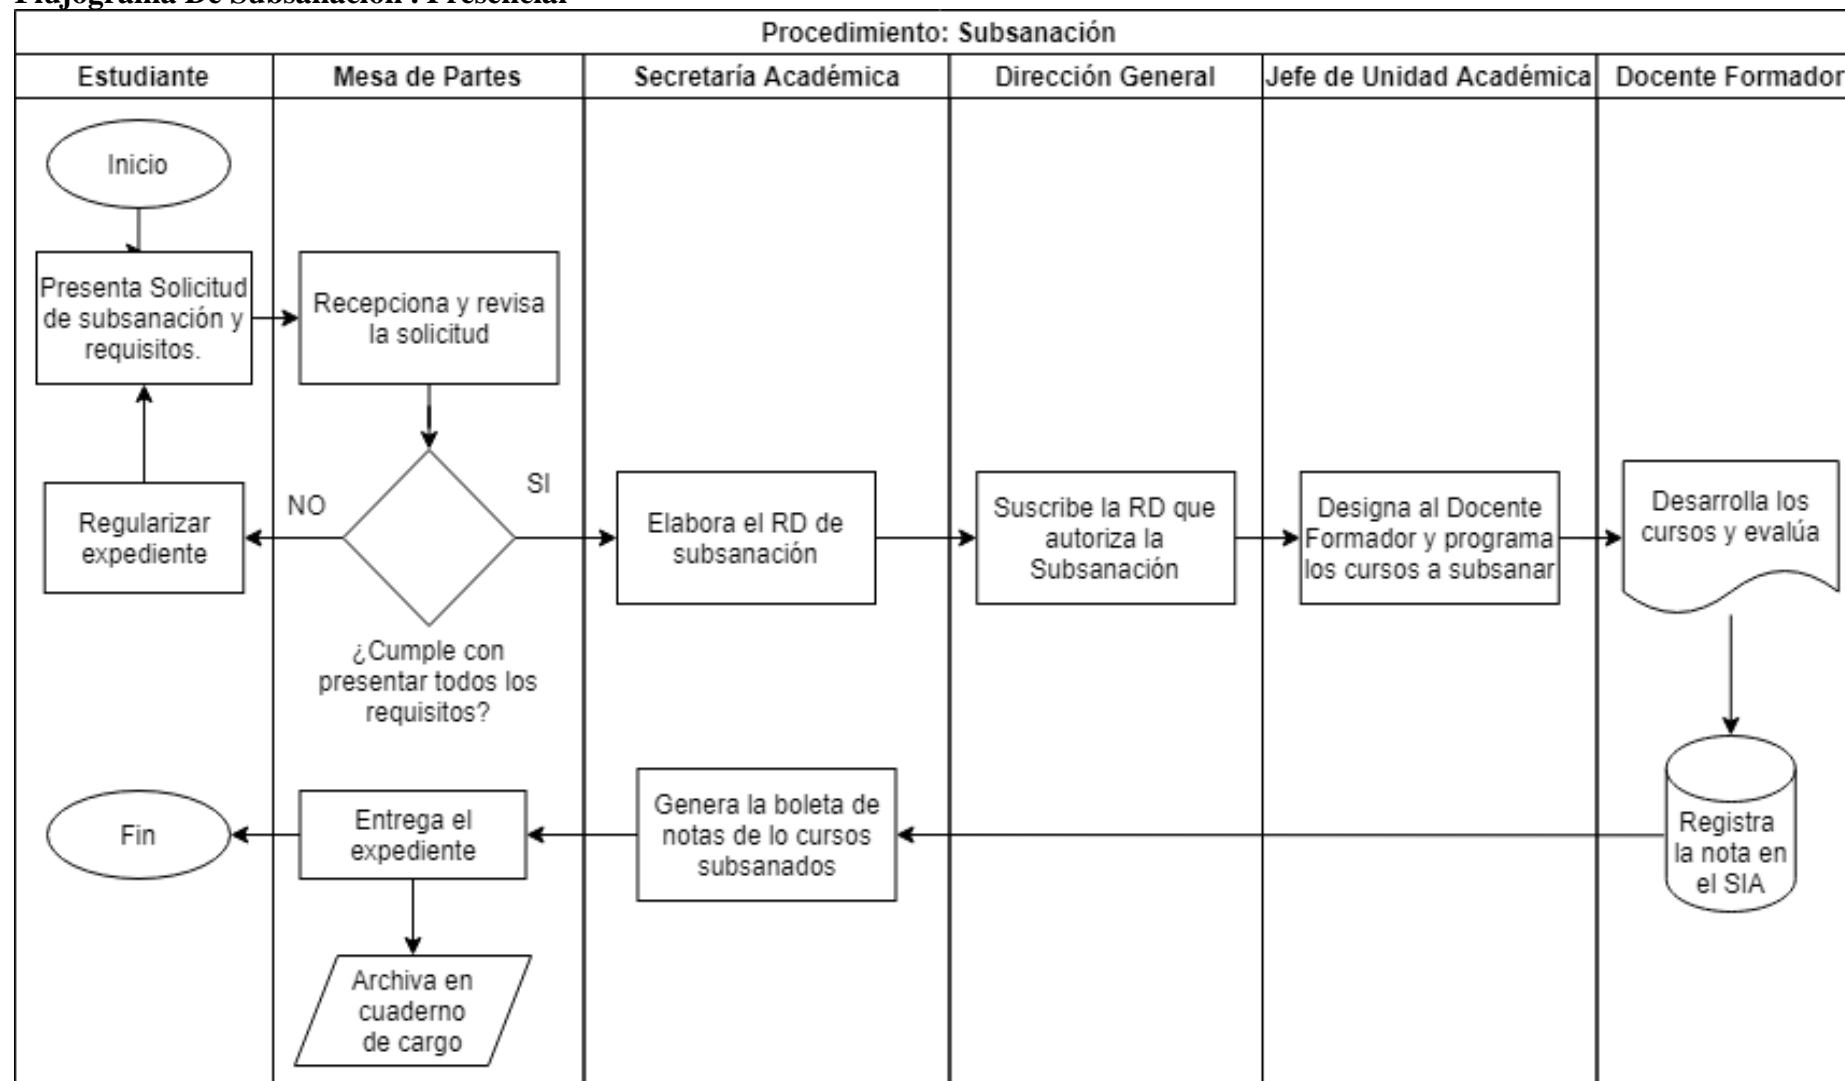 Flujograma De Subsanación : Presencial
Procedimiento: Subsanación
Estudiante
Mesa de Partes
Secretaría Académica
Dirección General
Jefe de Unidad Académica
Docente Formador
Inicio
Presenta Solicitud
de subsanación y
requisitos.
Recepciona y revisa
la solicitud
NO
SI
Regularizar
expediente
¿Cumple con
presentar todos los
requisitos?
Elabora el RD de
subsanación
Suscribe la RD que
autoriza la
Subsanación
Designa al Docente
Formador y programa
los cursos a subsanar
Desarrolla los
cursos y evalúa
Registra
la nota en
el SIA
Genera la boleta de
notas de lo cursos
subsanados
Entrega el
expediente
Fin
Archiva en
cuaderno
de cargo